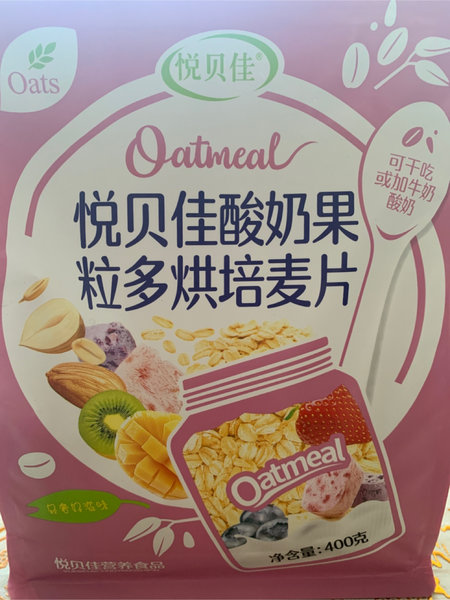 Oats
悦贝佳®
Oatmeal
可干吃
或加牛奶
酸奶
悦贝佳酸奶果
粒多烘培麦片
Oatmeal
净含量:400克
悦贝佳营养食品